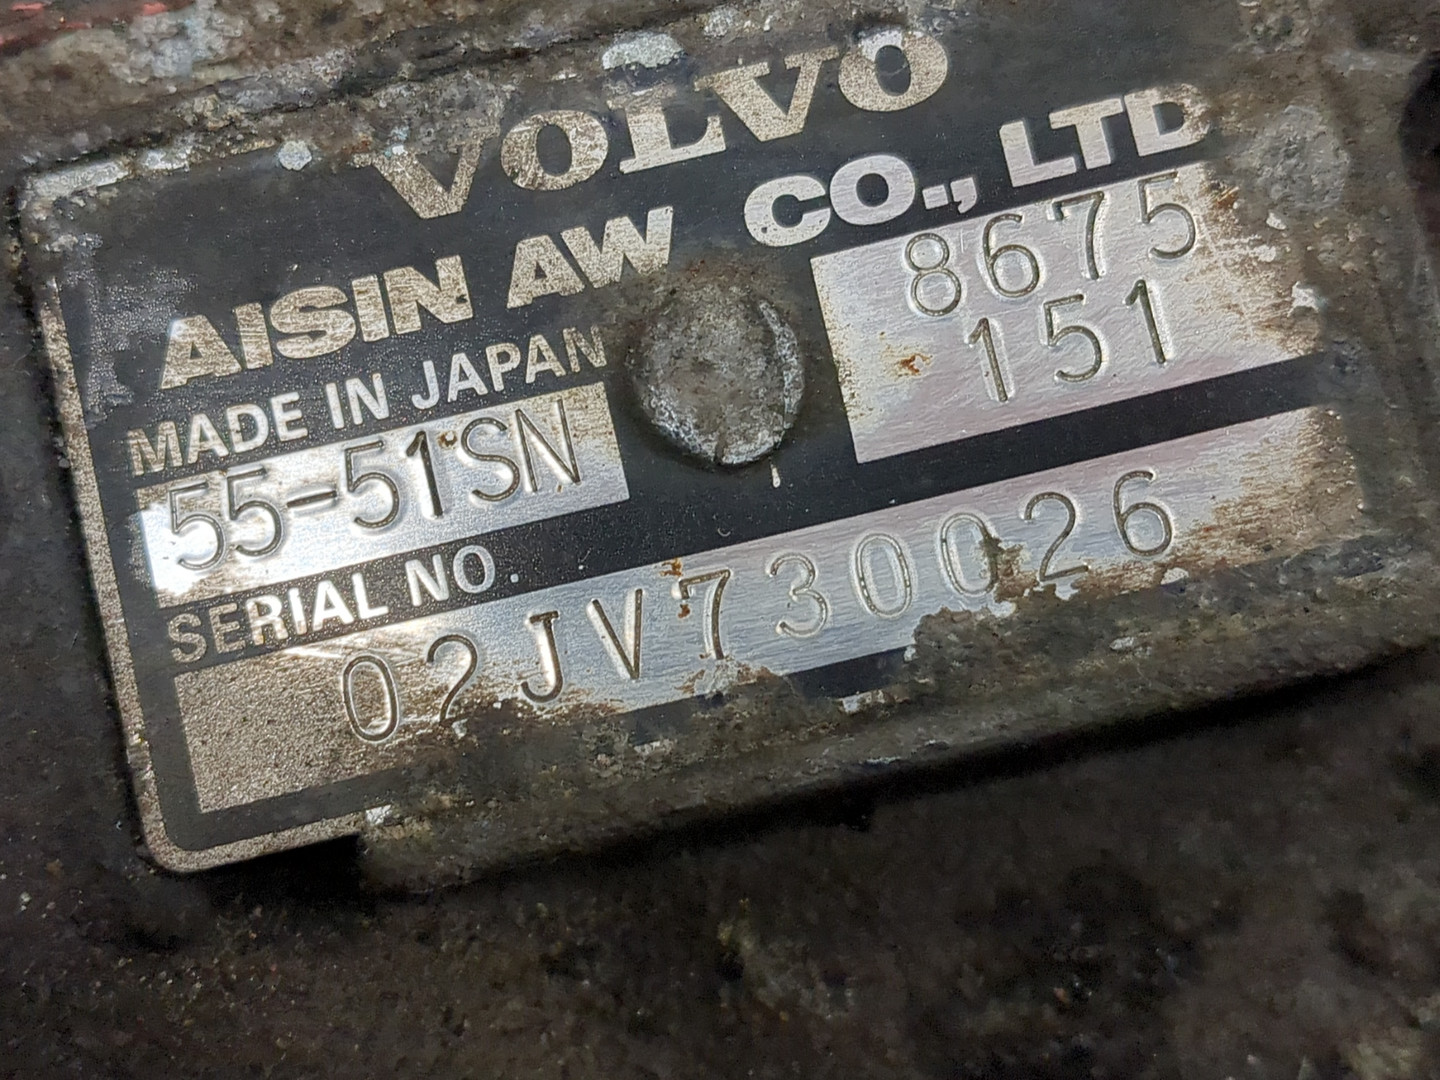 VOLVO
AISIN AW CO., LTD
MADE IN JAPAN
8675
151
55-51SN
SERIAL NO.
02JV730026